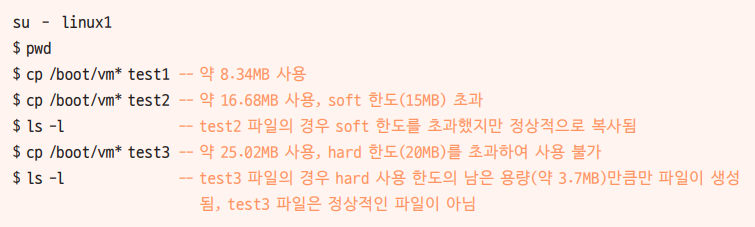 su - linux1
$ pwd
$ cp /boot/vm* test1 -- 약 8.34MB 사용
$ cp /boot/vm* test2 -- 약 16.68MB 사용, soft 한도(15MB) 초과
$ ls -l -- test2 파일의 경우 soft 한도를 초과했지만 정상적으로 복사됨
$ cp /boot/vm* test3 -- 약 25.02MB 사용, hard 한도(20MB)를 초과하여 사용 불가
$ ls -l -- test3 파일의 경우 hard 사용 한도의 남은 용량(약 3.7MB)만큼만 파일이 생성
됨, test3 파일은 정상적인 파일이 아님